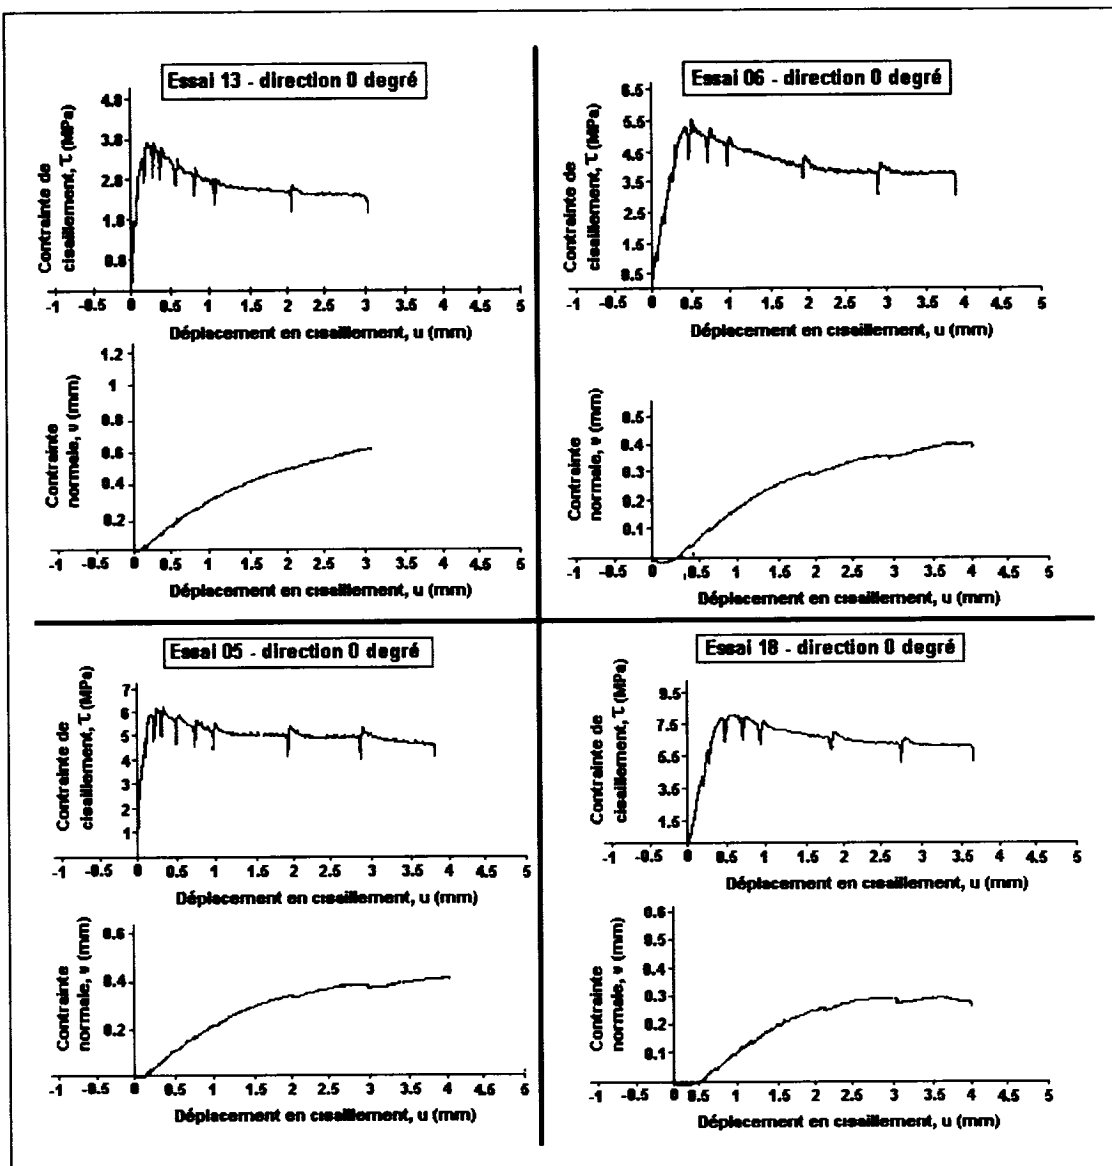 Essai 13 - direction 0 degré
Contrainte de
cisaillement, τ (MPa)
4.8
3.8
2.8
1.8
0.8
-1 -0.5 0 0.5 1 1.5 2 2.5 3 3.5 4 4.5 5
Déplacement en cisaillement, u (mm)
Contrainte
normale, υ (mm)
1.2
1
0.8
0.6
0.4
0.2
-1 -0.5 0 0.5 1 1.5 2 2.5 3 3.5 4 4.5 5
Déplacement en cisaillement, u (mm)
Essai 06 - direction 0 degré
Contrainte de
cisaillement, τ (MPa)
6.5
5.5
4.5
3.5
2.5
1.5
0.5
-1 -0.5 0 0.5 1 1.5 2 2.5 3 3.5 4 4.5 5
Déplacement en cisaillement, u (mm)
Contrainte
normale, υ (mm)
0.5
0.4
0.3
0.2
0.1
-1 -0.5 0 0.5 1 1.5 2 2.5 3 3.5 4 4.5 5
Déplacement en cisaillement, u (mm)
Essai 05 - direction 0 degré
Contrainte de
cisaillement, τ (MPa)
7
6
5
4
3
2
1
-1 -0.5 0 0.5 1 1.5 2 2.5 3 3.5 4 4.5 5
Déplacement en cisaillement, u (mm)
Contrainte
normale, υ (mm)
0.6
0.4
0.2
-1 -0.5 0 0.5 1 1.5 2 2.5 3 3.5 4 4.5 5
Déplacement en cisaillement, u (mm)
Essai 18 - direction 0 degré
Contrainte de
cisaillement, τ (MPa)
9.5
7.5
5.5
3.5
1.5
-1 -0.5 0 0.5 1 1.5 2 2.5 3 3.5 4 4.5 5
Déplacement en cisaillement, u (mm)
Contrainte
normale, υ (mm)
0.6
0.5
0.4
0.3
0.2
0.1
-1 -0.5 0 0.5 1 1.5 2 2.5 3 3.5 4 4.5 5
Déplacement en cisaillement, u (mm)